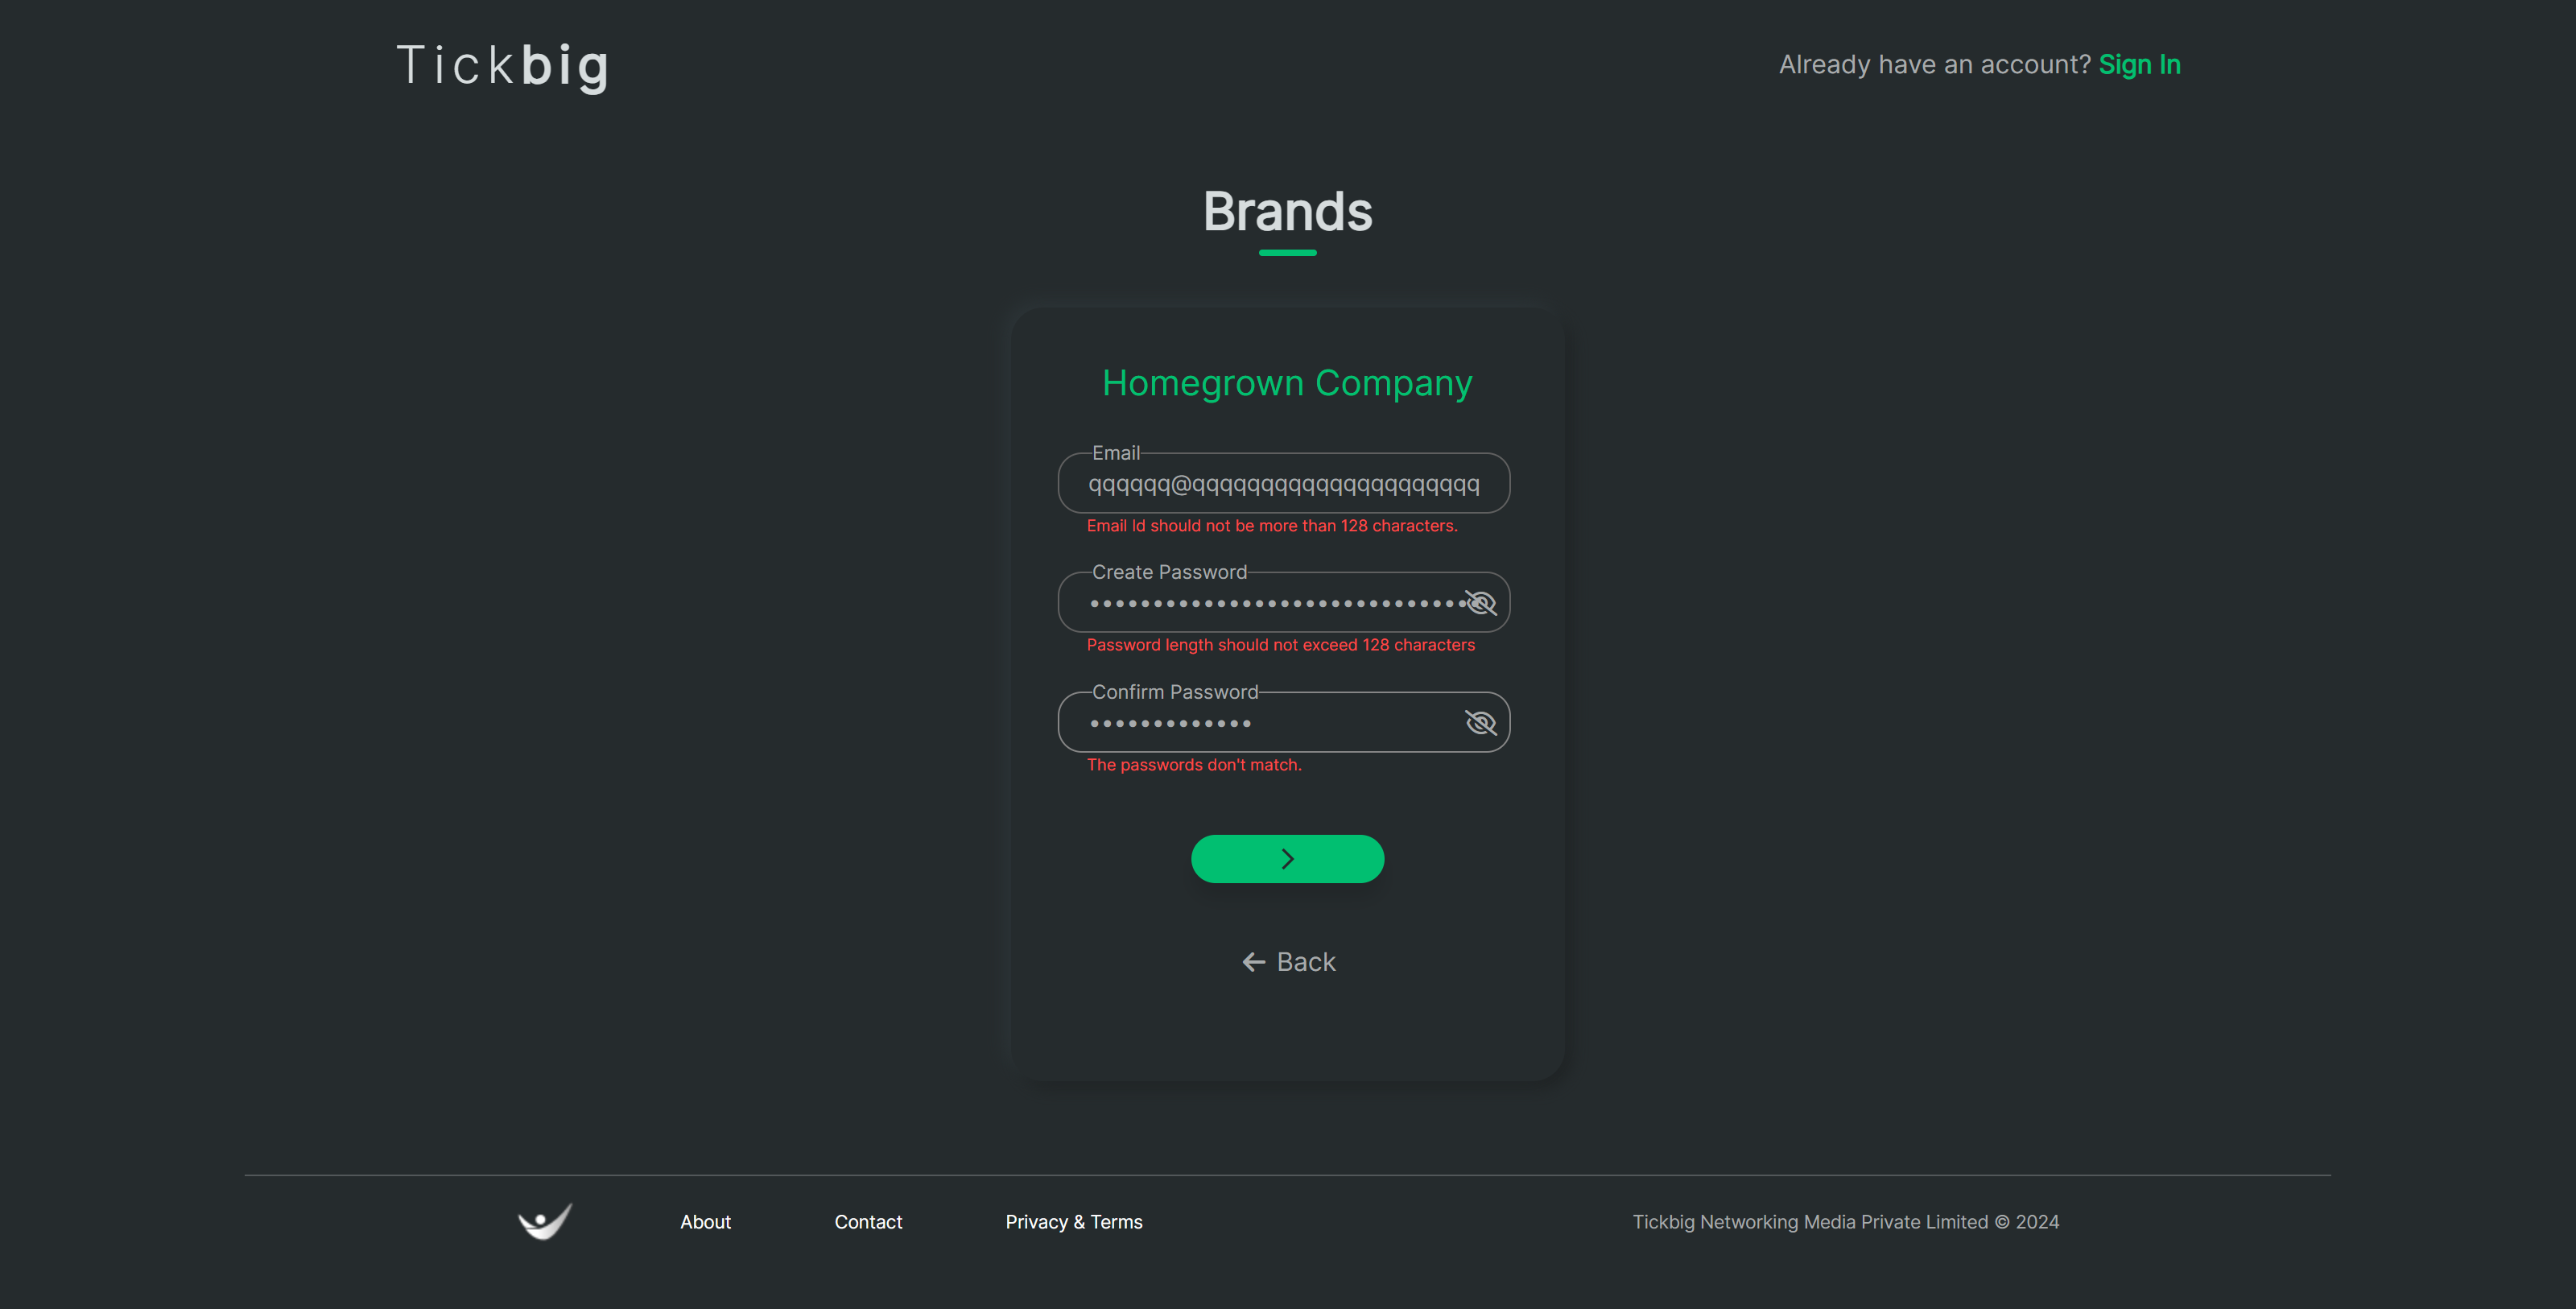 Tickbig
Already have an account? Sign In
Brands
Homegrown Company
Email
qqqqqq@qqqqqqqqqqqqqqqqqqqqq
Email Id should not be more than 128 characters.
Create Password
Password length should not exceed 128 characters
Confirm Password
The passwords don't match.
Back
About
Contact
Privacy & Terms
Tickbig Networking Media Private Limited © 2024